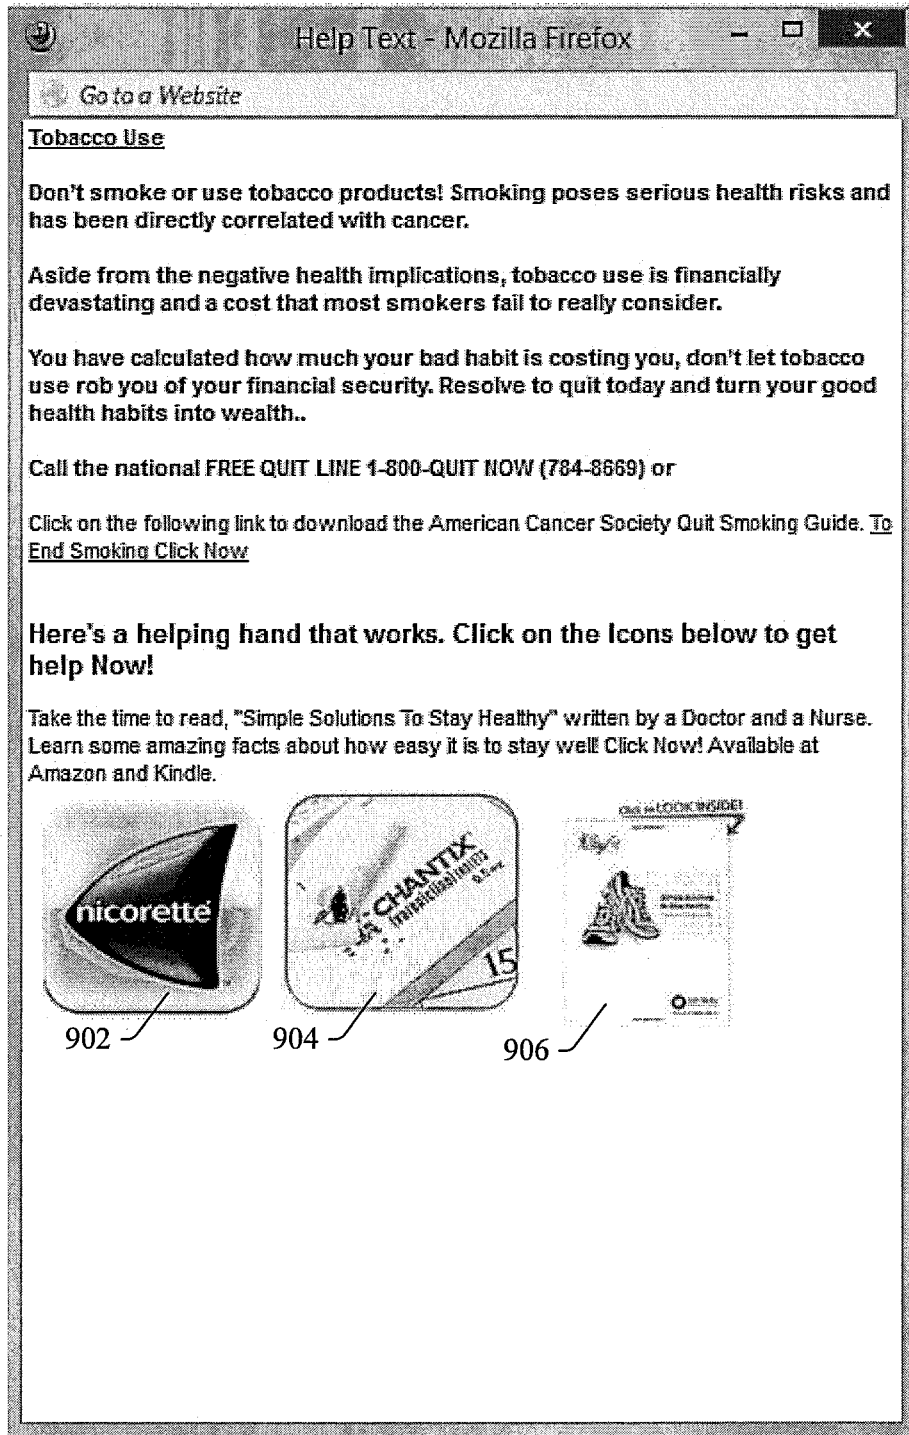 Help Text - Mozilla Firefox
Go to a Website
Tobacco Use
Don't smoke or use tobacco products! Smoking poses serious health risks and
has been directly correlated with cancer.
Aside from the negative health implications, tobacco use is financially
devastating and a cost that most smokers fail to really consider.
You have calculated how much your bad habit is costing you, don't let tobacco
use rob you of your financial security. Resolve to quit today and turn your good
health habits into wealth..
Call the national FREE QUIT LINE 1-800-QUIT NOW (784-8669) or
Click on the following link to download the American Cancer Society Quit Smoking Guide. To
End Smoking Click Now
Here's a helping hand that works. Click on the Icons below to get
help Now!
Take the time to read, "Simple Solutions To Stay Healthy" written by a Doctor and a Nurse.
Learn some amazing facts about how easy it is to stay well! Click Now! Available at
Amazon and Kindle.
Click to LOOK INSIDE!
nicorette
CHANTIX
15
902
904
906